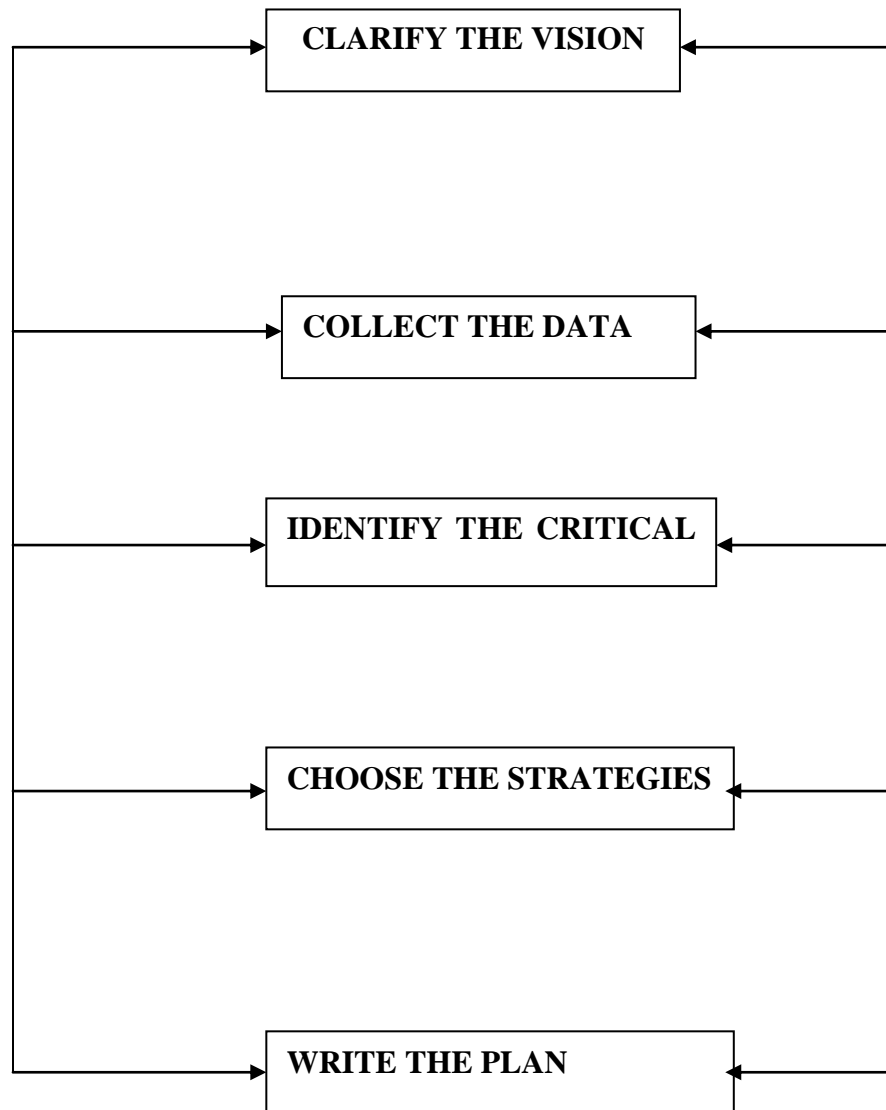 CLARIFY THE VISION
COLLECT THE DATA
IDENTIFY THE CRITICAL
CHOOSE THE STRATEGIES
WRITE THE PLAN